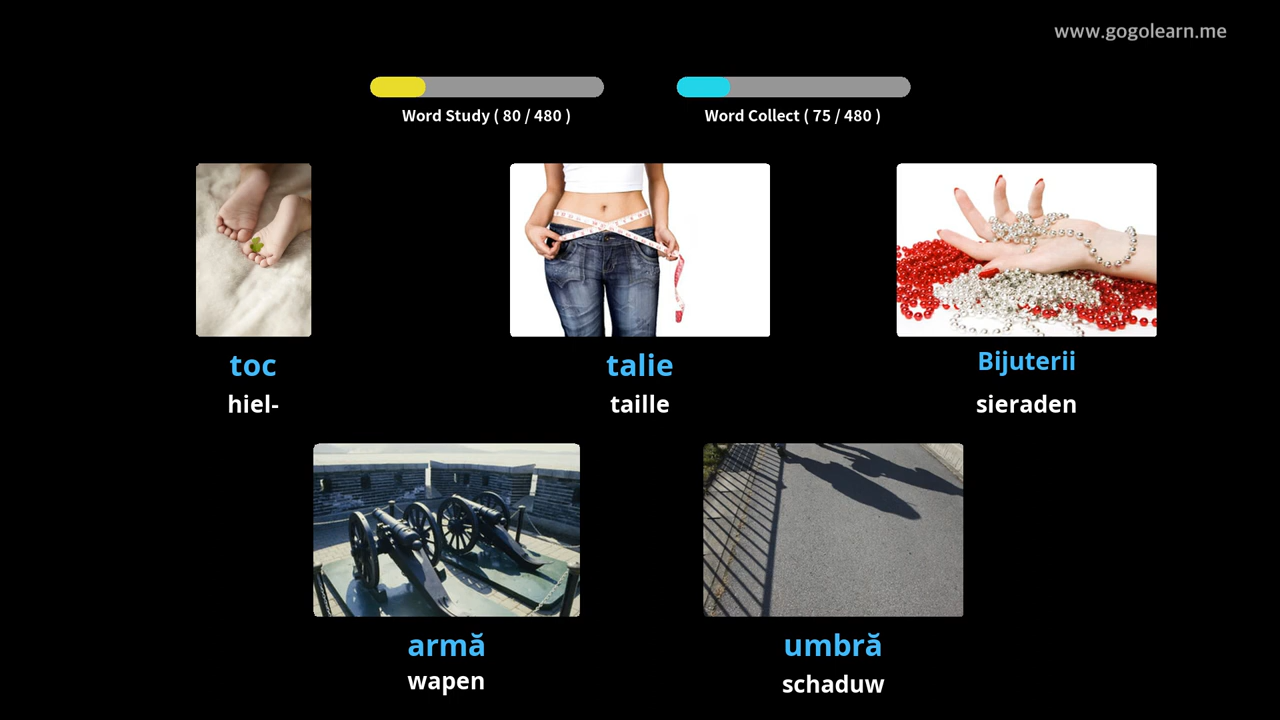 www.gogolearn.me
Word Study ( 80 / 480 )
Word Collect ( 75 / 480 )
toc
hiel-
talie
taille
Bijuterii
sieraden
armă
wapen
umbră
schaduw